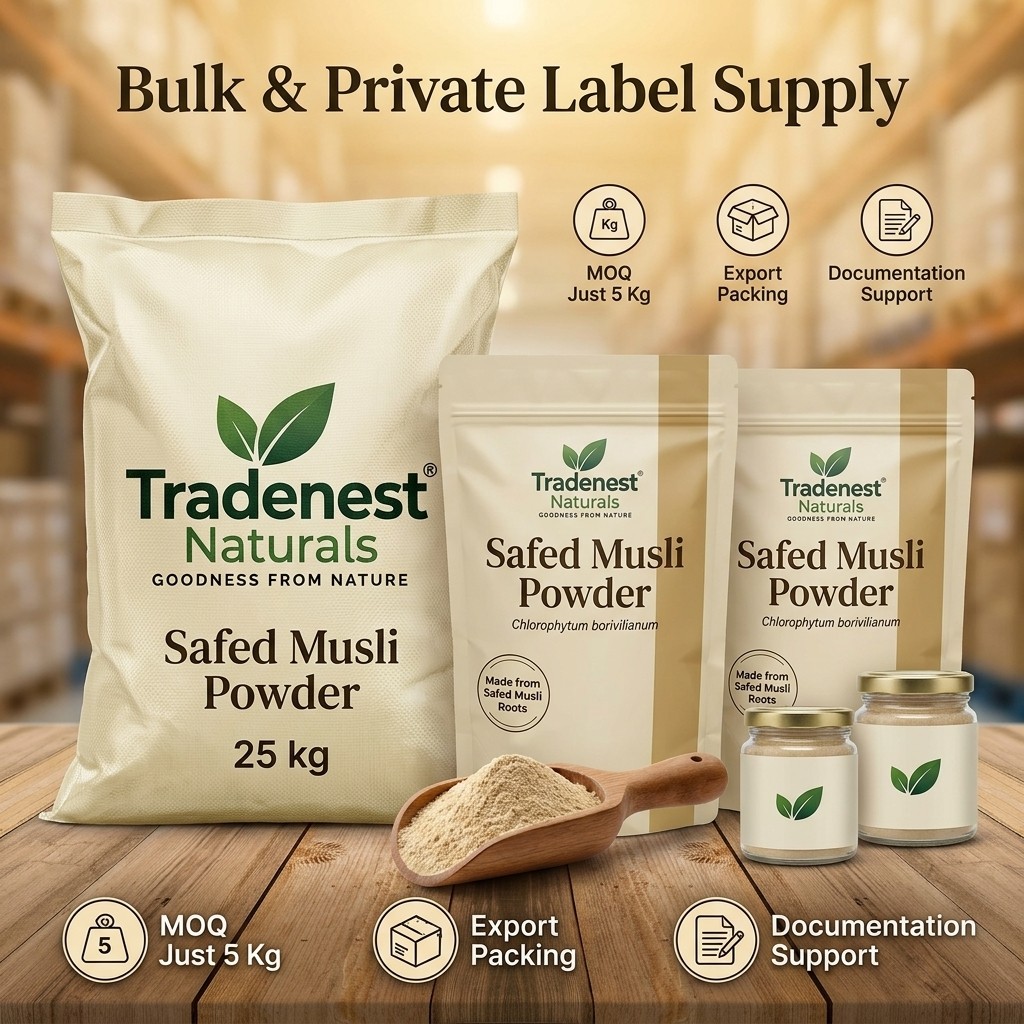 Bulk & Private Label Supply
Kg
MOQ
Just 5 Kg
Export
Packing
Documentation
Support
Tradenest®
Naturals
GOODNESS FROM NATURE
Safed Musli
Powder
25 kg
Tradenest®
Naturals
GOODNESS FROM NATURE
Safed Musli
Powder
Chlorophytum borivilianum
Made from
Safed Musli
Roots
Tradenest®
Naturals
GOODNESS FROM NATURE
Safed Musli
Powder
Chlorophytum borivilianum
Made from
Safed Musli
Roots
5
MOQ
Just 5 Kg
Export
Packing
Documentation
Support